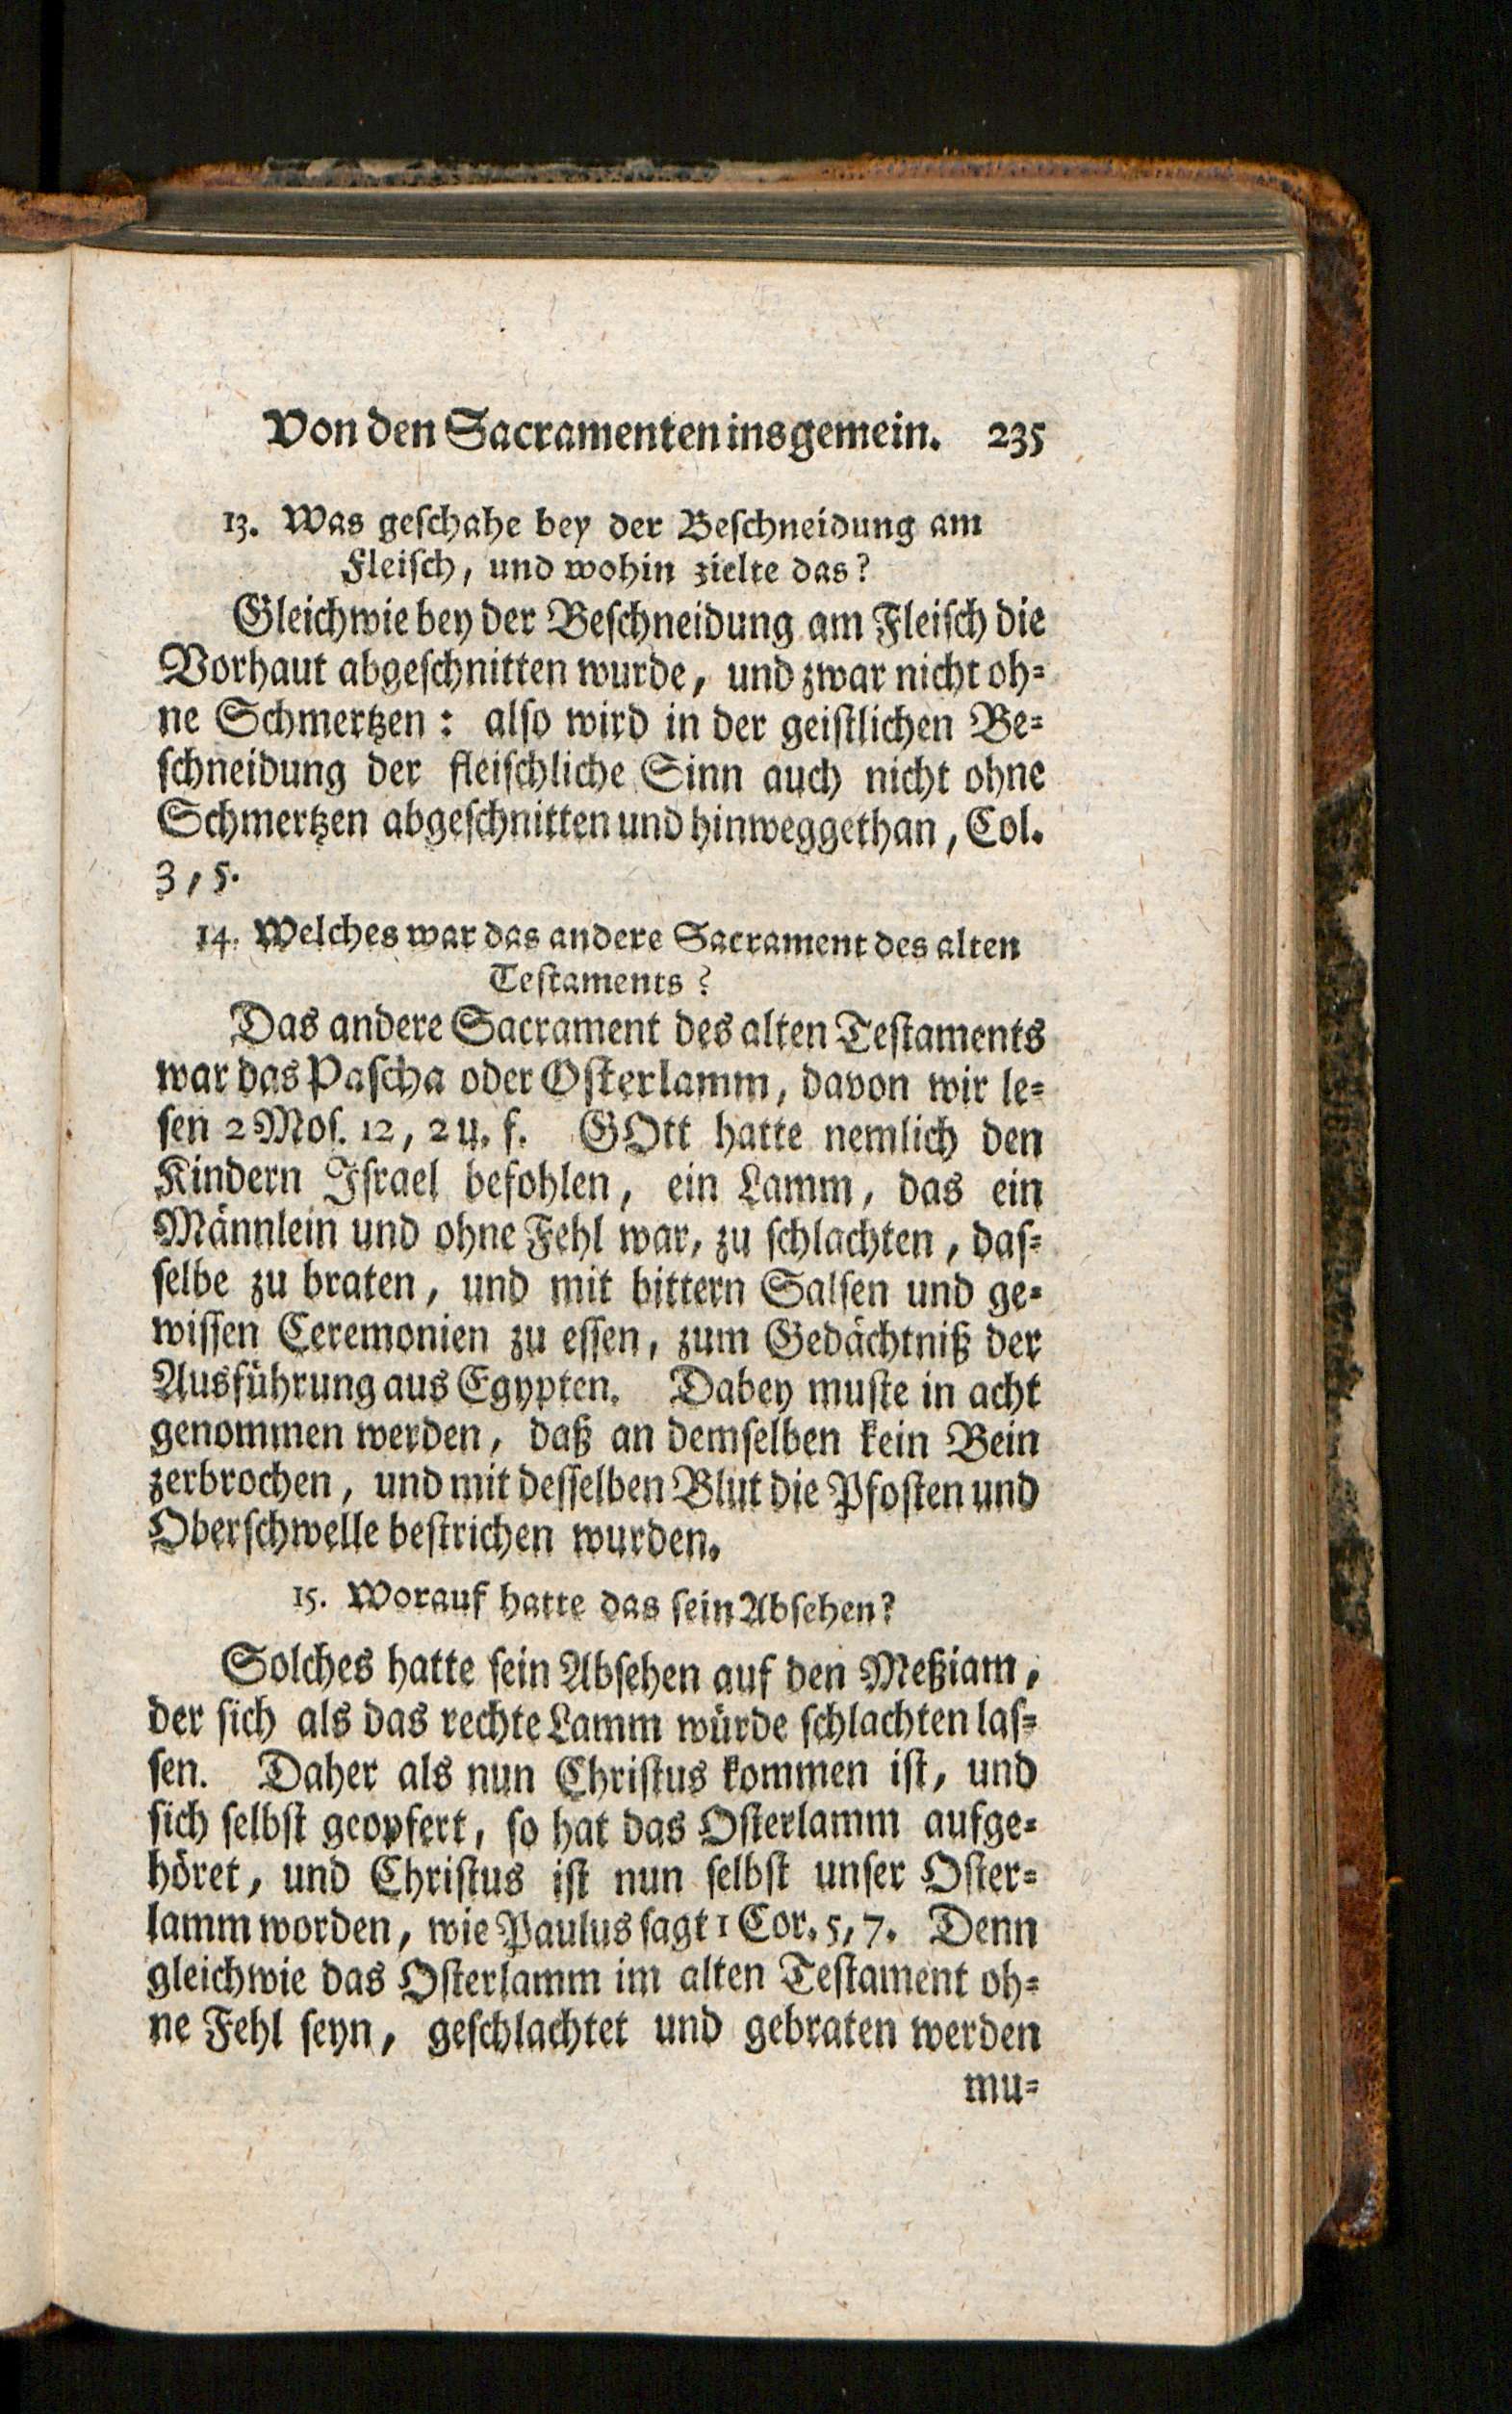 Von den Sacramenten insgemein. 235
13. Was geſchahe bey der Beſchneidung am
Fleiſch, und wohin zielte das?
Gleichwie bey der Beſchneidung am Fleiſch die
Vorhaut abgeſchnitten wurde, und zwar nicht oh-
ne Schmertzen: alſo wird in der geiſtlichen Be-
ſchneidung der fleiſchliche Sinn auch nicht ohne
Schmertzen abgeſchnitten und hinweggethan, Col.
3, 5.
14. Welches war das andere Sacrament des alten
Teſtaments?
Das andere Sacrament des alten Teſtaments
war das Paſcha oder Oſterlamm, davon wir le-
ſen 2 Moſ. 12, 2 u. f. GOtt hatte nemlich den
Kindern Iſrael befohlen, ein Lamm, das ein
Männlein und ohne Fehl war, zu ſchlachten, daſ-
ſelbe zu braten, und mit bittern Salſen und ge-
wiſſen Ceremonien zu eſſen, zum Gedächtniß der
Ausführung aus Egypten. Dabey muſte in acht
genommen werden, daß an demſelben kein Bein
zerbrochen, und mit deſſelben Blut die Pfoſten und
Oberſchwelle beſtrichen wurden.
15. Worauf hatte das ſein Abſehen?
Solches hatte ſein Abſehen auf den Meßiam,
der ſich als das rechte Lamm würde ſchlachten laſ-
ſen. Daher als nun Chriſtus kommen iſt, und
ſich ſelbſt geopfert, ſo hat das Oſterlamm aufge-
höret, und Chriſtus iſt nun ſelbſt unſer Oſter-
lamm worden, wie Paulus ſagt 1 Cor. 5, 7. Denn
gleichwie das Oſterlamm im alten Teſtament oh-
ne Fehl ſeyn, geſchlachtet und gebraten werden
mu-